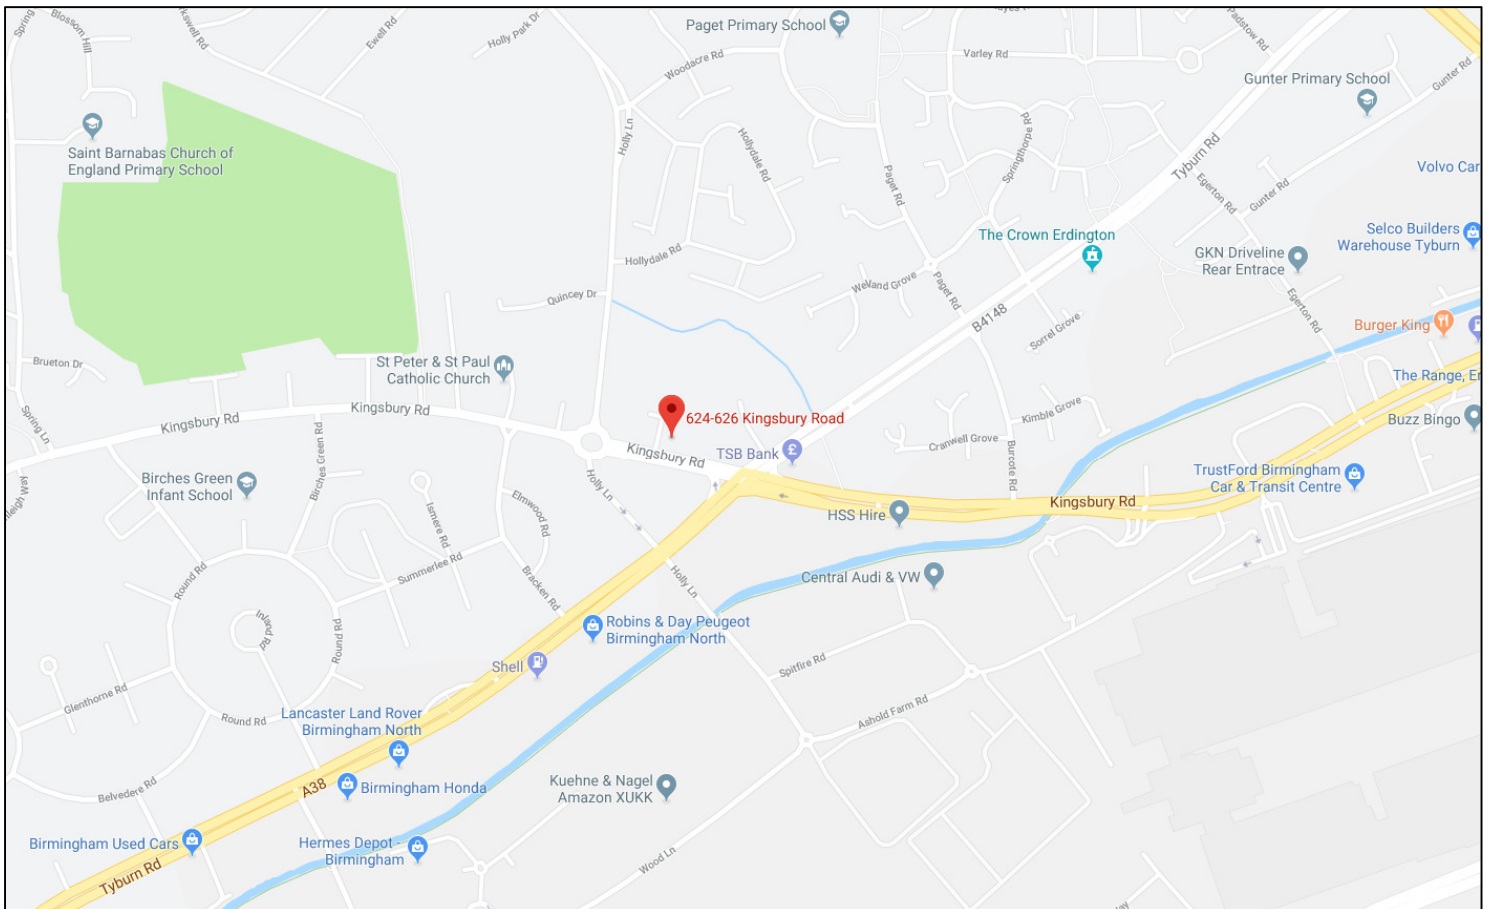 Spring
Blossom Hill
Ewell Rd
Holly Park Dr
Paget Primary School
Woodacre Rd
Varley Rd
Padstow Rd
Gunter Primary School
Gunter Rd
Saint Barnabas Church of
England Primary School
Holly Ln
Hollydale Rd
Springthorpe Rd
Paget Rd
Tyburn Rd
Egerton Rd
Gunter Rd
Volvo Car
The Crown Erdington
Selco Builders
Warehouse Tyburn
GKN Driveline
Rear Entrace
Hollydale Rd
Welland Grove
Paget Rd
Quincey Dr
B4148
Sorrel Grove
Egerton Rd
Burger King
Brueton Dr
St Peter & St Paul
Catholic Church
The Range, Er
Spring Ln
Kingsbury Rd
Kingsbury Rd
624-626 Kingsbury Road
Kimble Grove
Cranwell Grove
Buzz Bingo
Kingsbury Rd
TSB Bank
£
Burcote Rd
Birches Green Rd
Birches Green
Infant School
Holly Ln
TrustFord Birmingham
Car & Transit Centre
Kingsbury Rd
Elmwood Rd
Ismere Rd
HSS Hire
Summerlee Rd
Bracken Rd
Round Rd
Holly Ln
Central Audi & VW
Inland Rd
Round Rd
Robins & Day Peugeot
Birmingham North
Shell
Spitfire Rd
Glenthorne Rd
Round Rd
Ashold Farm Rd
Lancaster Land Rover
Birmingham North
A38
Birmingham Honda
Belvedere Rd
Kuehne & Nagel
Amazon XUKK
Birmingham Used Cars
Hermes Depot -
Birmingham
Tyburn Rd
Wood Ln